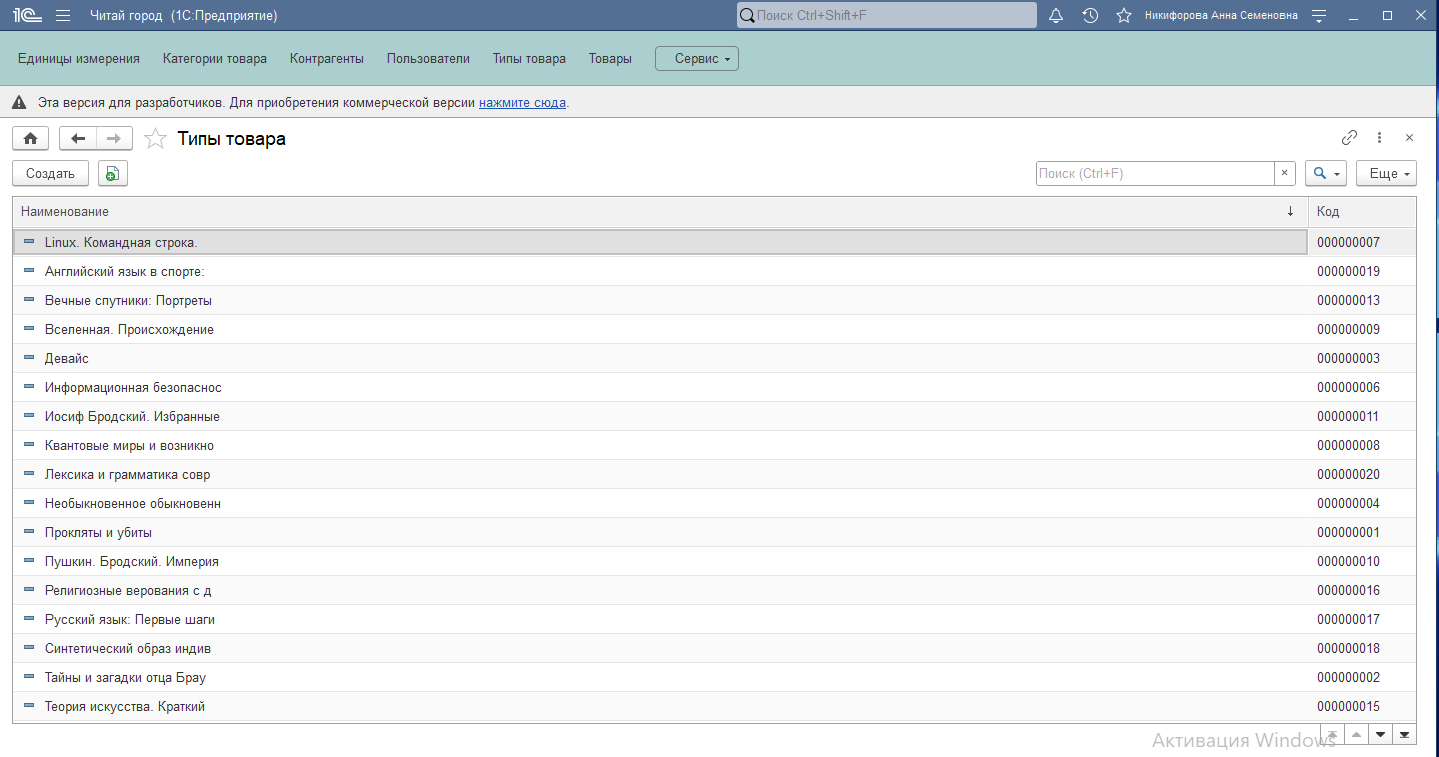 1С Читай город (1С:Предприятие) Поиск Ctrl+Shift+F Никифорова Анна Семеновна
Единицы измерения Категории товара Контрагенты Пользователи Типы товара Товары Сервис
Эта версия для разработчиков. Для приобретения коммерческой версии нажмите сюда.
Типы товара
Создать Поиск (Ctrl+F) × Еще
Наименование ↓ Код
Linux. Командная строка. 000000007
Английский язык в спорте: 000000019
Вечные спутники: Портреты 000000013
Вселенная. Происхождение 000000009
Девайс 000000003
Информационная безопаснос 000000006
Иосиф Бродский. Избранные 000000011
Квантовые миры и возникно 000000008
Лексика и грамматика совр 000000020
Необыкновенное обыкновенн 000000004
Прокляты и убиты 000000001
Пушкин. Бродский. Империя 000000010
Религиозные верования с д 000000016
Русский язык: Первые шаги 000000017
Синтетический образ индив 000000018
Тайны и загадки отца Брау 000000002
Теория искусства. Краткий 000000015
Активация Windows